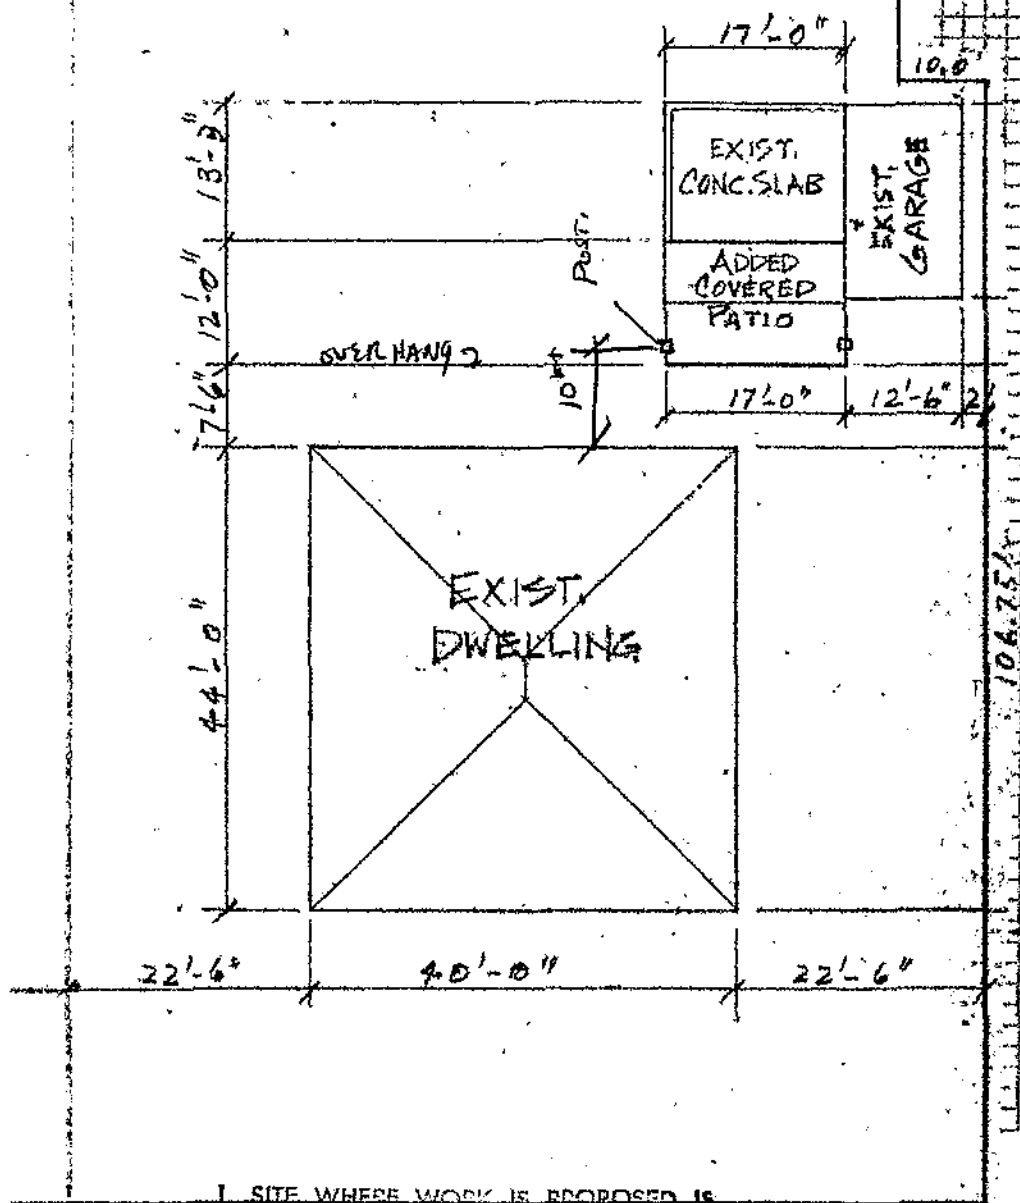 17'-0"
10.0'
13'-3"
EXIST.
CONC. SLAB
EXIST.
GARAGE
POST.
ADDED
COVERED
PATIO
12'-0"
OVERHANG
10'
7'-6"
17'-0"
12'-6"
2'
EXIST.
DWELLING
44'-0"
106.75'
22'-6"
40'-0"
22'-6"
SITE WHERE WORK IS PROPOSED IS